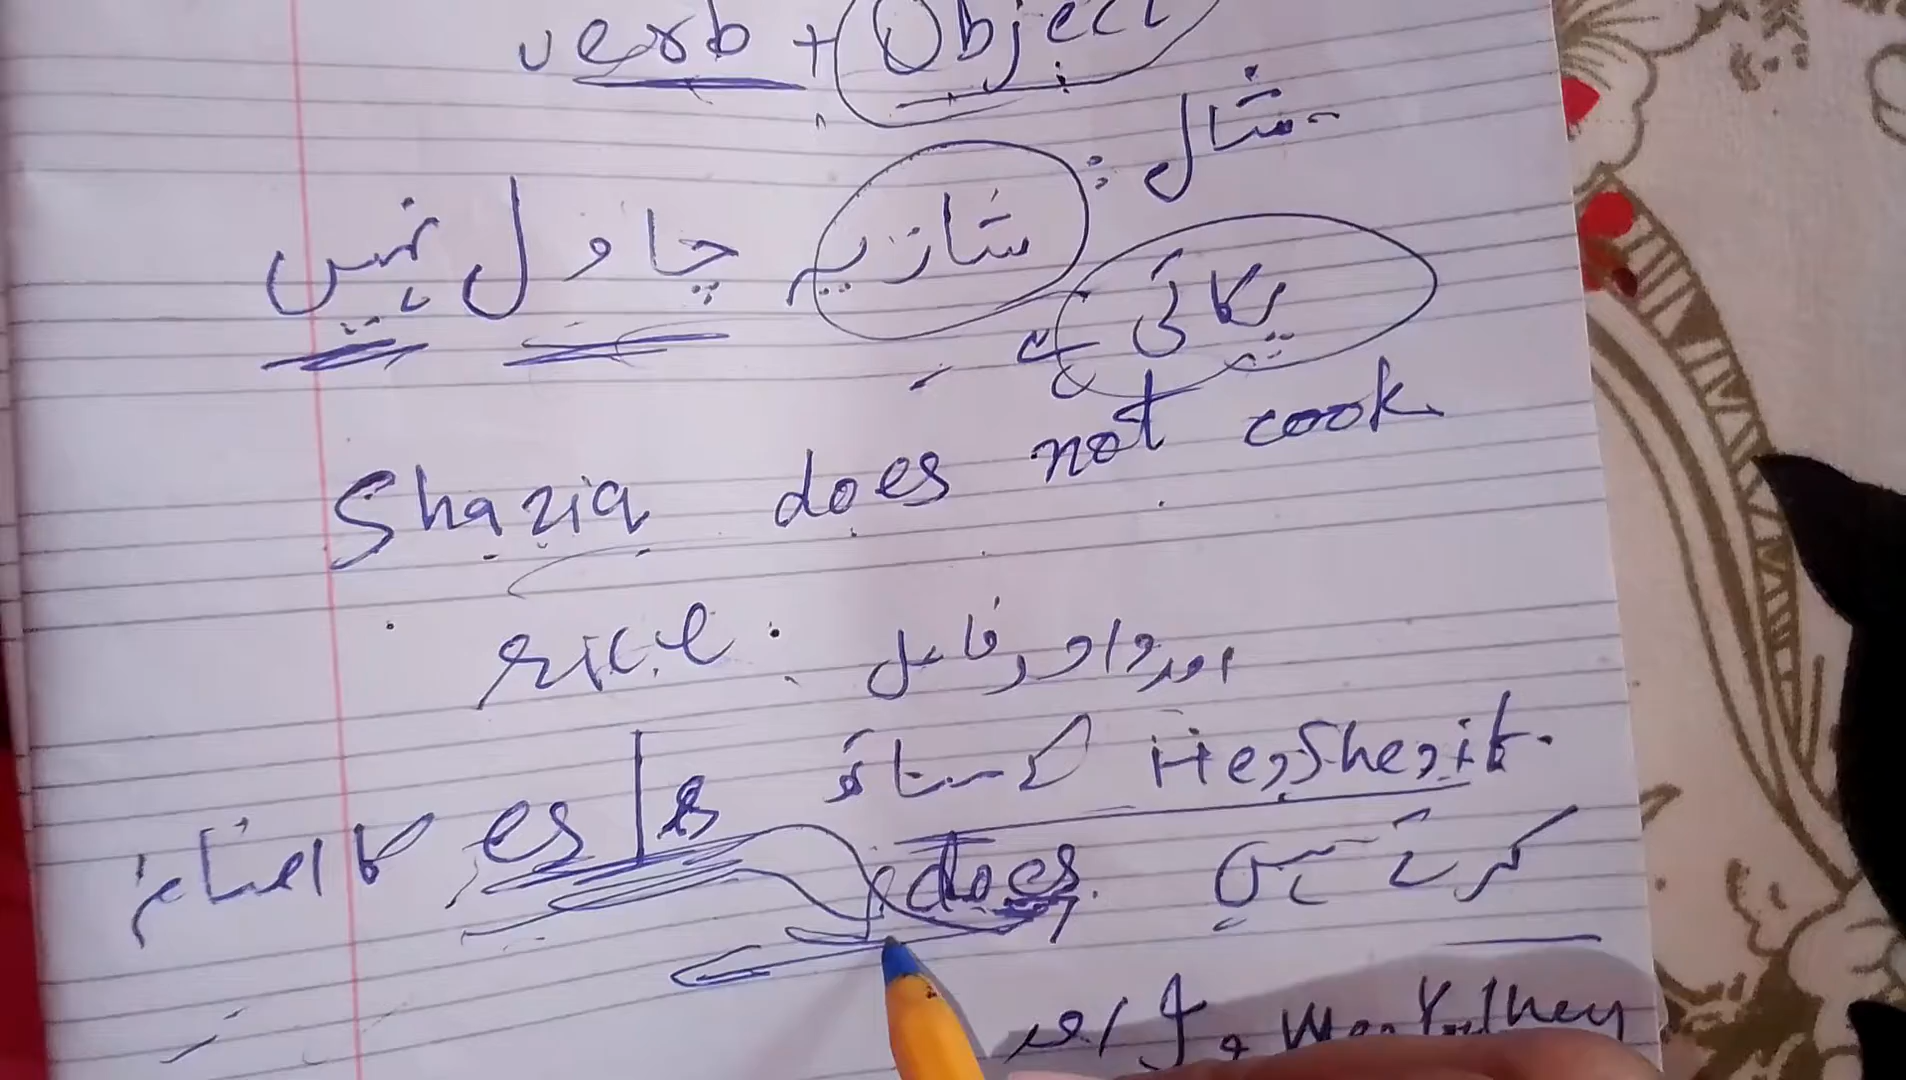 verb + Object
مثال :
شازیہ چاول نہیں
پکاتی ہے ۔
Shazia does not cook
rice : اور واحد فاعل
He, She, It کے ساتھ es / s کا
does کرتے ہیں
اور I, We, You, They